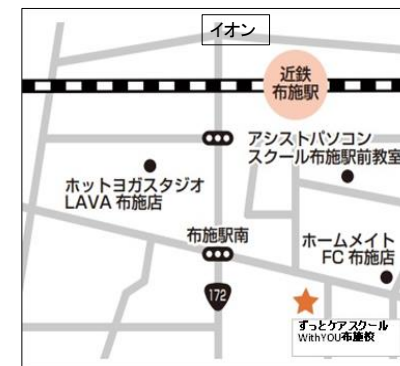 イオン
近鉄
布施駅
アシストパソコン
スクール布施駅前教室
ホットヨガスタジオ
LAVA 布施店
布施駅南
ホームメイト
FC 布施店
172
ずっとケアスクール
WithYOU布施校